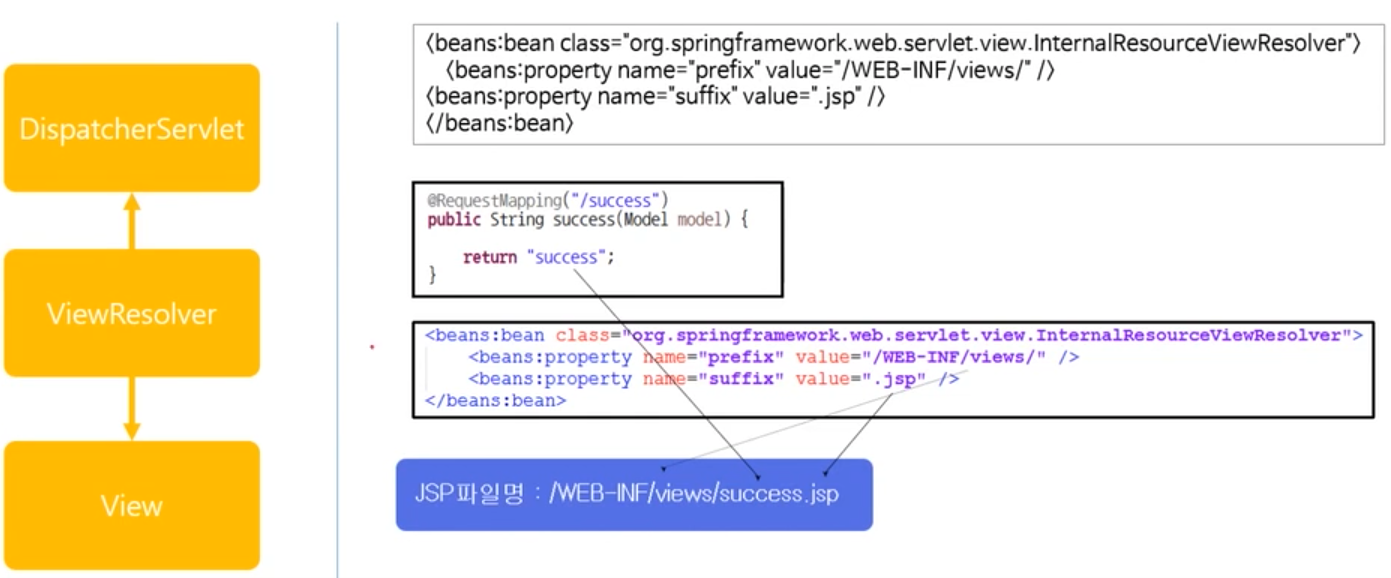 DispatcherServlet
ViewResolver
View
〈beans:bean class="org.springframework.web.servlet.view.InternalResourceViewResolver"〉
〈beans:property name="prefix" value="/WEB-INF/views/" /〉
〈beans:property name="suffix" value=".jsp" /〉
〈/beans:bean〉
@RequestMapping("/success")
public String success(Model model) {
return "success";
}
<beans:bean class="org.springframework.web.servlet.view.InternalResourceViewResolver">
<beans:property name="prefix" value="/WEB-INF/views/" />
<beans:property name="suffix" value=".jsp" />
</beans:bean>
JSP파일명 : /WEB-INF/views/success.jsp